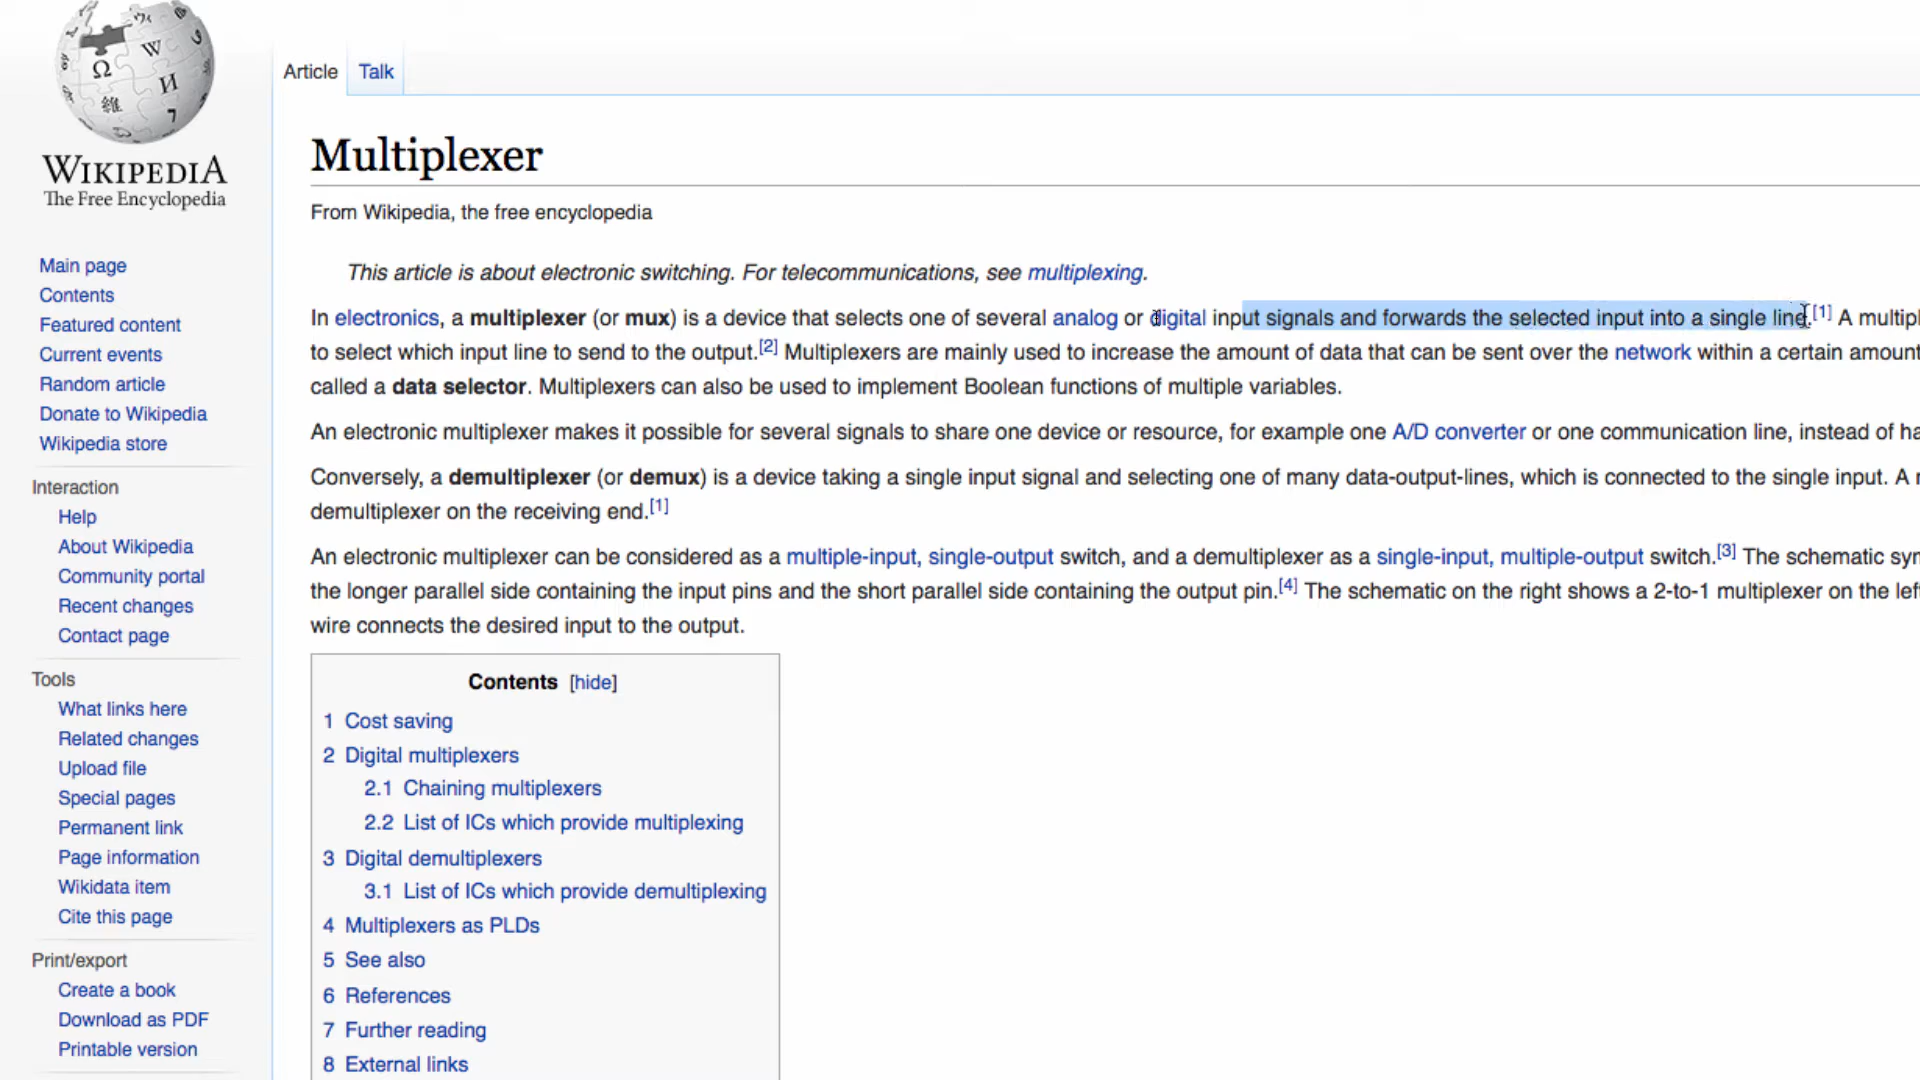 WIKIPEDIA
The Free Encyclopedia
Main page
Contents
Featured content
Current events
Random article
Donate to Wikipedia
Wikipedia store
Interaction
Help
About Wikipedia
Community portal
Recent changes
Contact page
Tools
What links here
Related changes
Upload file
Special pages
Permanent link
Page information
Wikidata item
Cite this page
Print/export
Create a book
Download as PDF
Printable version
Article Talk
Multiplexer
From Wikipedia, the free encyclopedia
This article is about electronic switching. For telecommunications, see multiplexing.
In electronics, a multiplexer (or mux) is a device that selects one of several analog or digital input signals and forwards the selected input into a single line.[1] A multipl
to select which input line to send to the output.[2] Multiplexers are mainly used to increase the amount of data that can be sent over the network within a certain amount
called a data selector. Multiplexers can also be used to implement Boolean functions of multiple variables.
An electronic multiplexer makes it possible for several signals to share one device or resource, for example one A/D converter or one communication line, instead of ha
Conversely, a demultiplexer (or demux) is a device taking a single input signal and selecting one of many data-output-lines, which is connected to the single input. A
demultiplexer on the receiving end.[1]
An electronic multiplexer can be considered as a multiple-input, single-output switch, and a demultiplexer as a single-input, multiple-output switch.[3] The schematic syn
the longer parallel side containing the input pins and the short parallel side containing the output pin.[4] The schematic on the right shows a 2-to-1 multiplexer on the lef
wire connects the desired input to the output.
Contents [hide]
1 Cost saving
2 Digital multiplexers
2.1 Chaining multiplexers
2.2 List of ICs which provide multiplexing
3 Digital demultiplexers
3.1 List of ICs which provide demultiplexing
4 Multiplexers as PLDs
5 See also
6 References
7 Further reading
8 External links